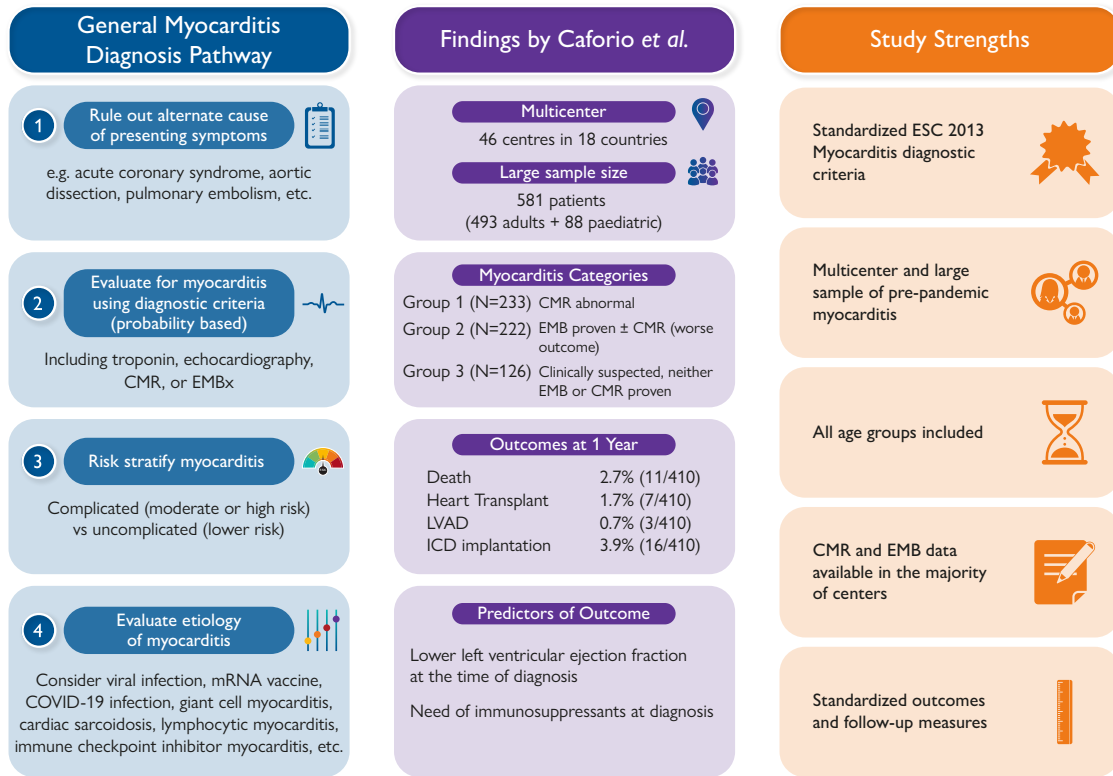 General Myocarditis
Diagnosis Pathway
1
Rule out alternate cause
of presenting symptoms
e.g. acute coronary syndrome, aortic
dissection, pulmonary embolism, etc.
2
Evaluate for myocarditis
using diagnostic criteria
(probability based)
Including troponin, echocardiography,
CMR, or EMBx
3
Risk stratify myocarditis
Complicated (moderate or high risk)
vs uncomplicated (lower risk)
4
Evaluate etiology
of myocarditis
Consider viral infection, mRNA vaccine,
COVID-19 infection, giant cell myocarditis,
cardiac sarcoidosis, lymphocytic myocarditis,
immune checkpoint inhibitor myocarditis, etc.
Findings by Caforio et al.
Multicenter
46 centres in 18 countries
Large sample size
581 patients
(493 adults + 88 paediatric)
Myocarditis Categories
Group 1 (N=233) CMR abnormal
Group 2 (N=222) EMB proven ± CMR (worse
outcome)
Group 3 (N=126) Clinically suspected, neither
EMB or CMR proven
Outcomes at 1 Year
Death 2.7% (11/410)
Heart Transplant 1.7% (7/410)
LVAD 0.7% (3/410)
ICD implantation 3.9% (16/410)
Predictors of Outcome
Lower left ventricular ejection fraction
at the time of diagnosis
Need of immunosuppressants at diagnosis
Study Strengths
Standardized ESC 2013
Myocarditis diagnostic
criteria
Multicenter and large
sample of pre-pandemic
myocarditis
All age groups included
CMR and EMB data
available in the majority
of centers
Standardized outcomes
and follow-up measures